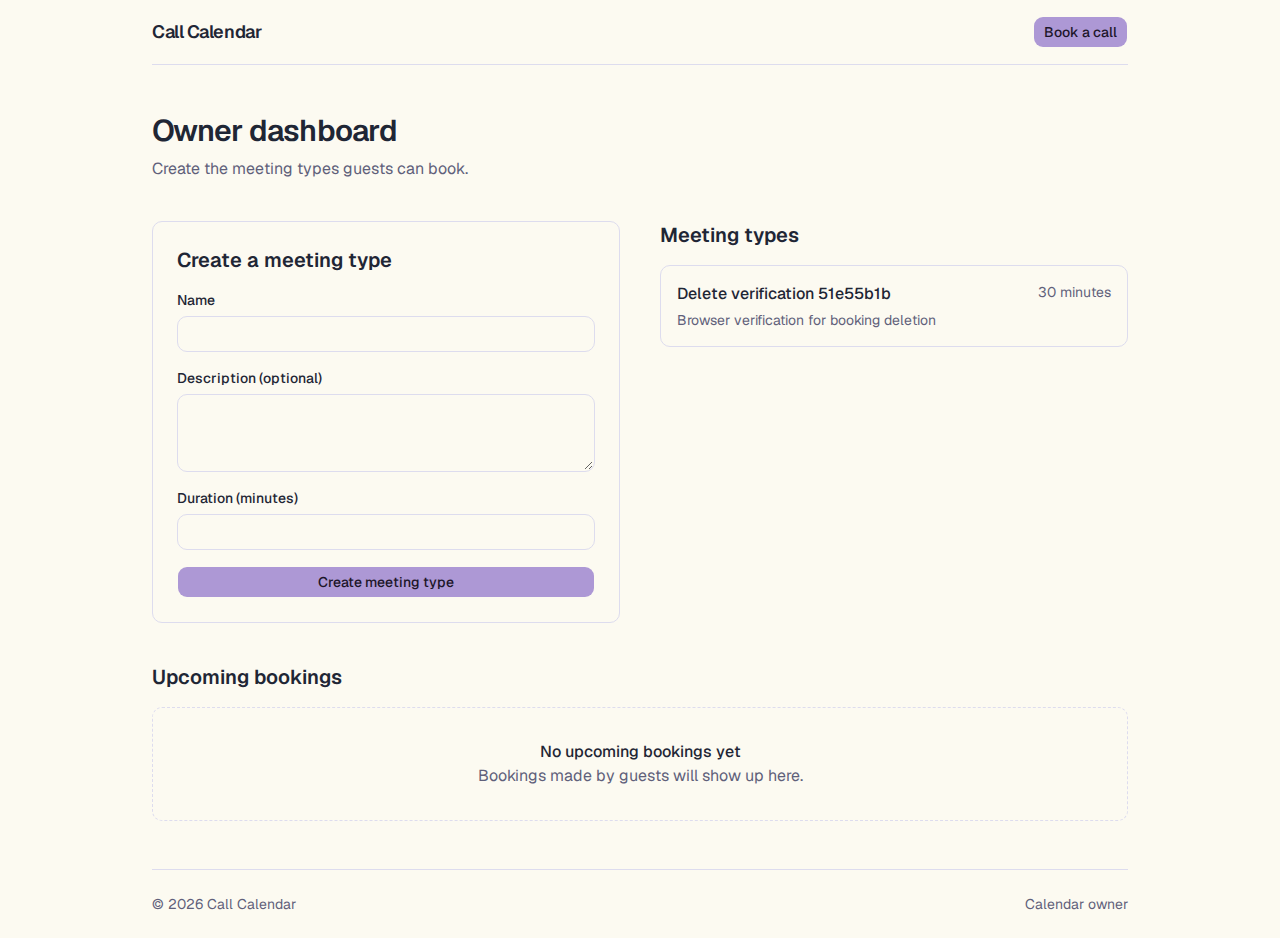 Call Calendar
Book a call
Owner dashboard
Create the meeting types guests can book.
Create a meeting type
Name
Description (optional)
Duration (minutes)
Create meeting type
Meeting types
Delete verification 51e55b1b
30 minutes
Browser verification for booking deletion
Upcoming bookings
No upcoming bookings yet
Bookings made by guests will show up here.
© 2026 Call Calendar
Calendar owner